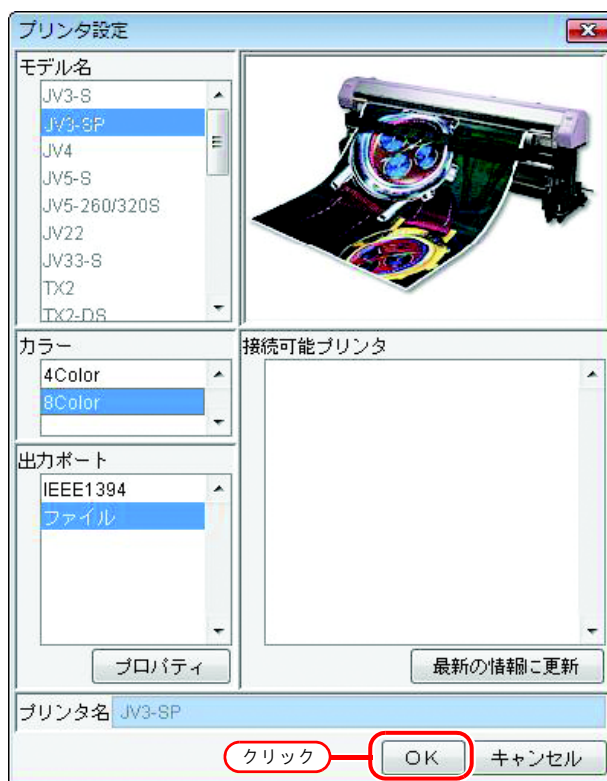 プリンタ設定
モデル名
JV3-S
JV3-SP
JV4
JV5-S
JV5-260/320S
JV22
JV33-S
TX2
TX2-DS
カラー
4Color
8Color
接続可能プリンタ
出力ポート
IEEE1394
ファイル
プロパティ
最新の情報に更新
プリンタ名 JV3-SP
クリック
OK
キャンセル